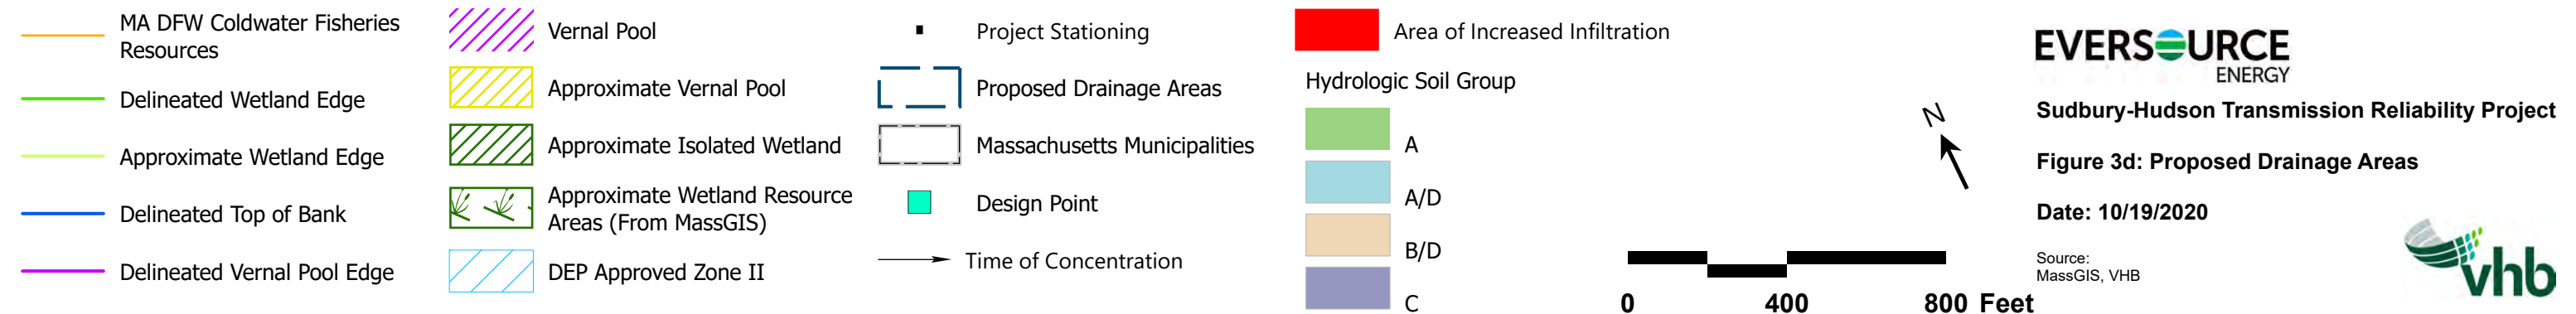 MA DFW Coldwater Fisheries
Resources
Delineated Wetland Edge
Approximate Wetland Edge
Delineated Top of Bank
Delineated Vernal Pool Edge
Vernal Pool
Approximate Vernal Pool
Approximate Isolated Wetland
Approximate Wetland Resource
Areas (From MassGIS)
DEP Approved Zone II
Project Stationing
Proposed Drainage Areas
Massachusetts Municipalities
Design Point
Time of Concentration
Area of Increased Infiltration
Hydrologic Soil Group
A
A/D
B/D
C
N
0 400 800 Feet
EVERSOURCE
ENERGY
Sudbury-Hudson Transmission Reliability Project
Figure 3d: Proposed Drainage Areas
Date: 10/19/2020
Source:
MassGIS, VHB
vhb